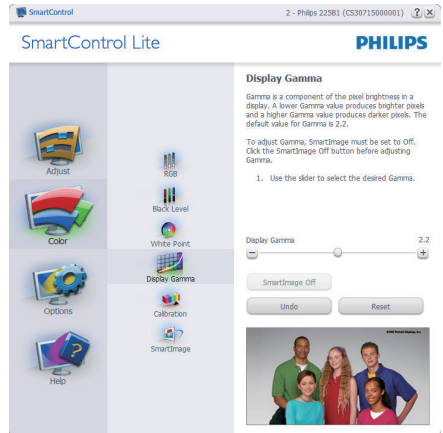 SmartControl
2 - Philips 225B1 (CS30715000001)
SmartControl Lite
PHILIPS
Adjust
Color
Options
Help
RGB
Black Level
White Point
Display Gamma
Calibration
SmartImage
Display Gamma
Gamma is a component of the pixel brightness in a
display. A lower Gamma value produces brighter pixels
and a higher Gamma value produces darker pixels. The
default value for Gamma is 2.2.
To adjust Gamma, SmartImage must be set to Off.
Click the SmartImage Off button before adjusting
Gamma.
1. Use the slider to select the desired Gamma.
Display Gamma 2.2
SmartImage Off
Undo Reset